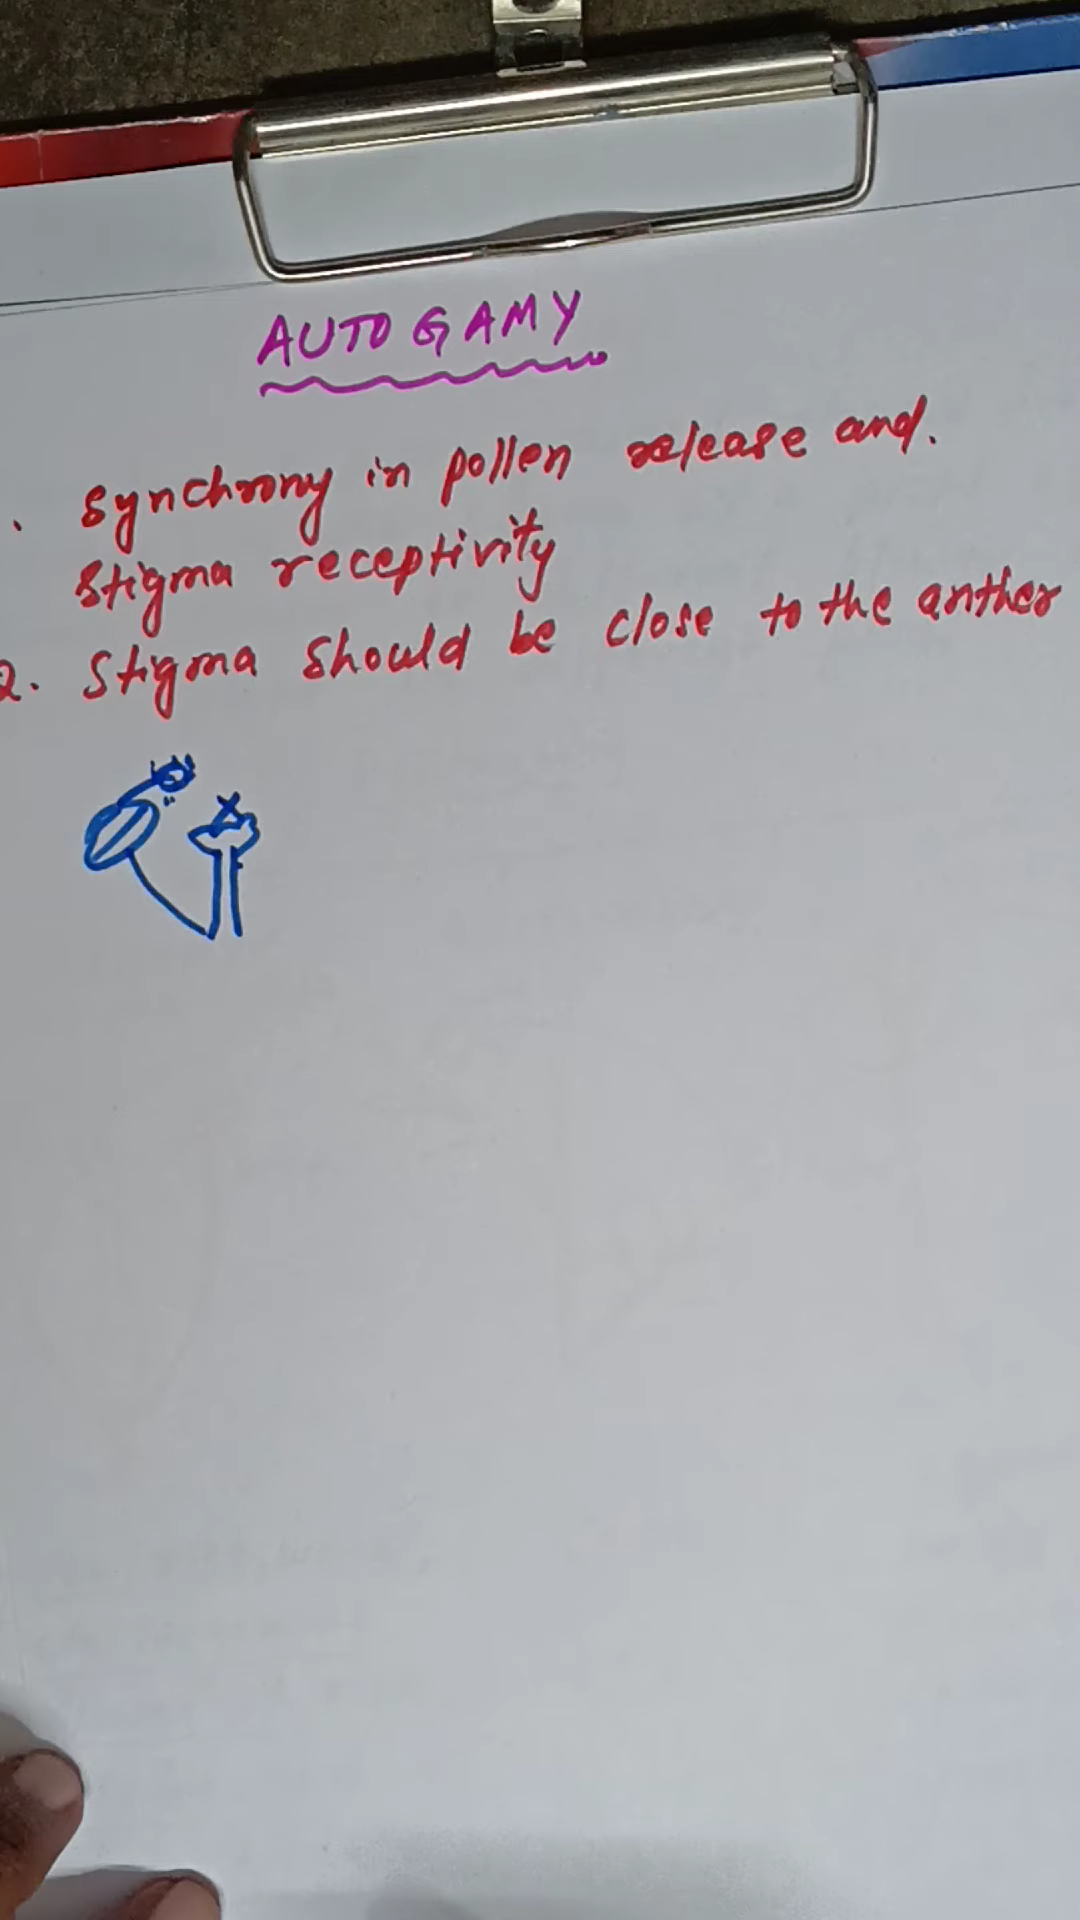 AUTOGAMY
. Synchrony in pollen release and.
Stigma receptivity
2. Stigma should be close to the anther